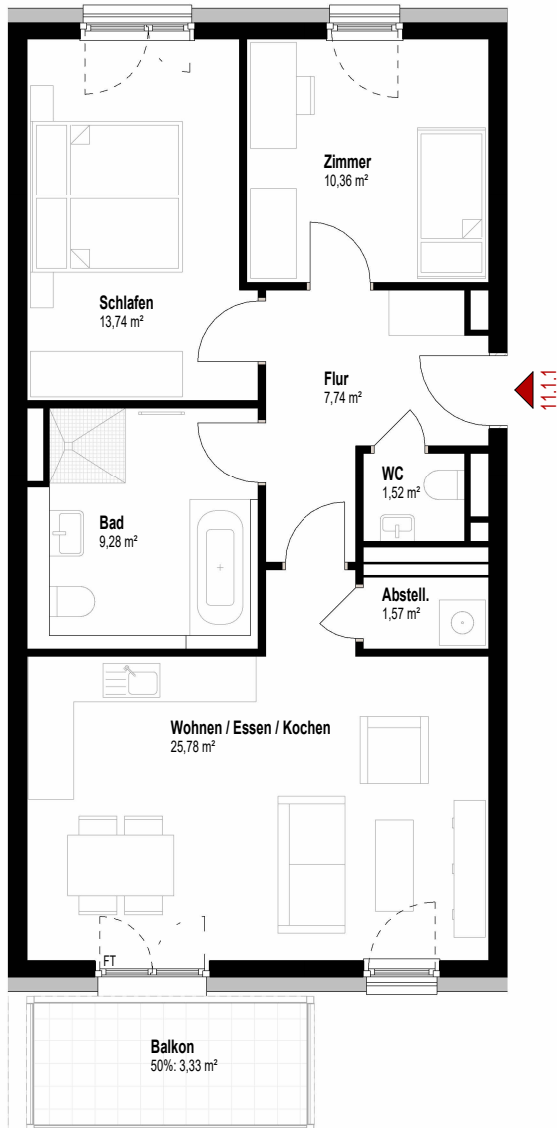 Zimmer
10,36 m²
Schlafen
13,74 m²
Flur
7,74 m²
11.1.1
WC
1,52 m²
Bad
9,28 m²
Abstell.
1,57 m²
Wohnen / Essen / Kochen
25,78 m²
FT
Balkon
50%: 3,33 m²